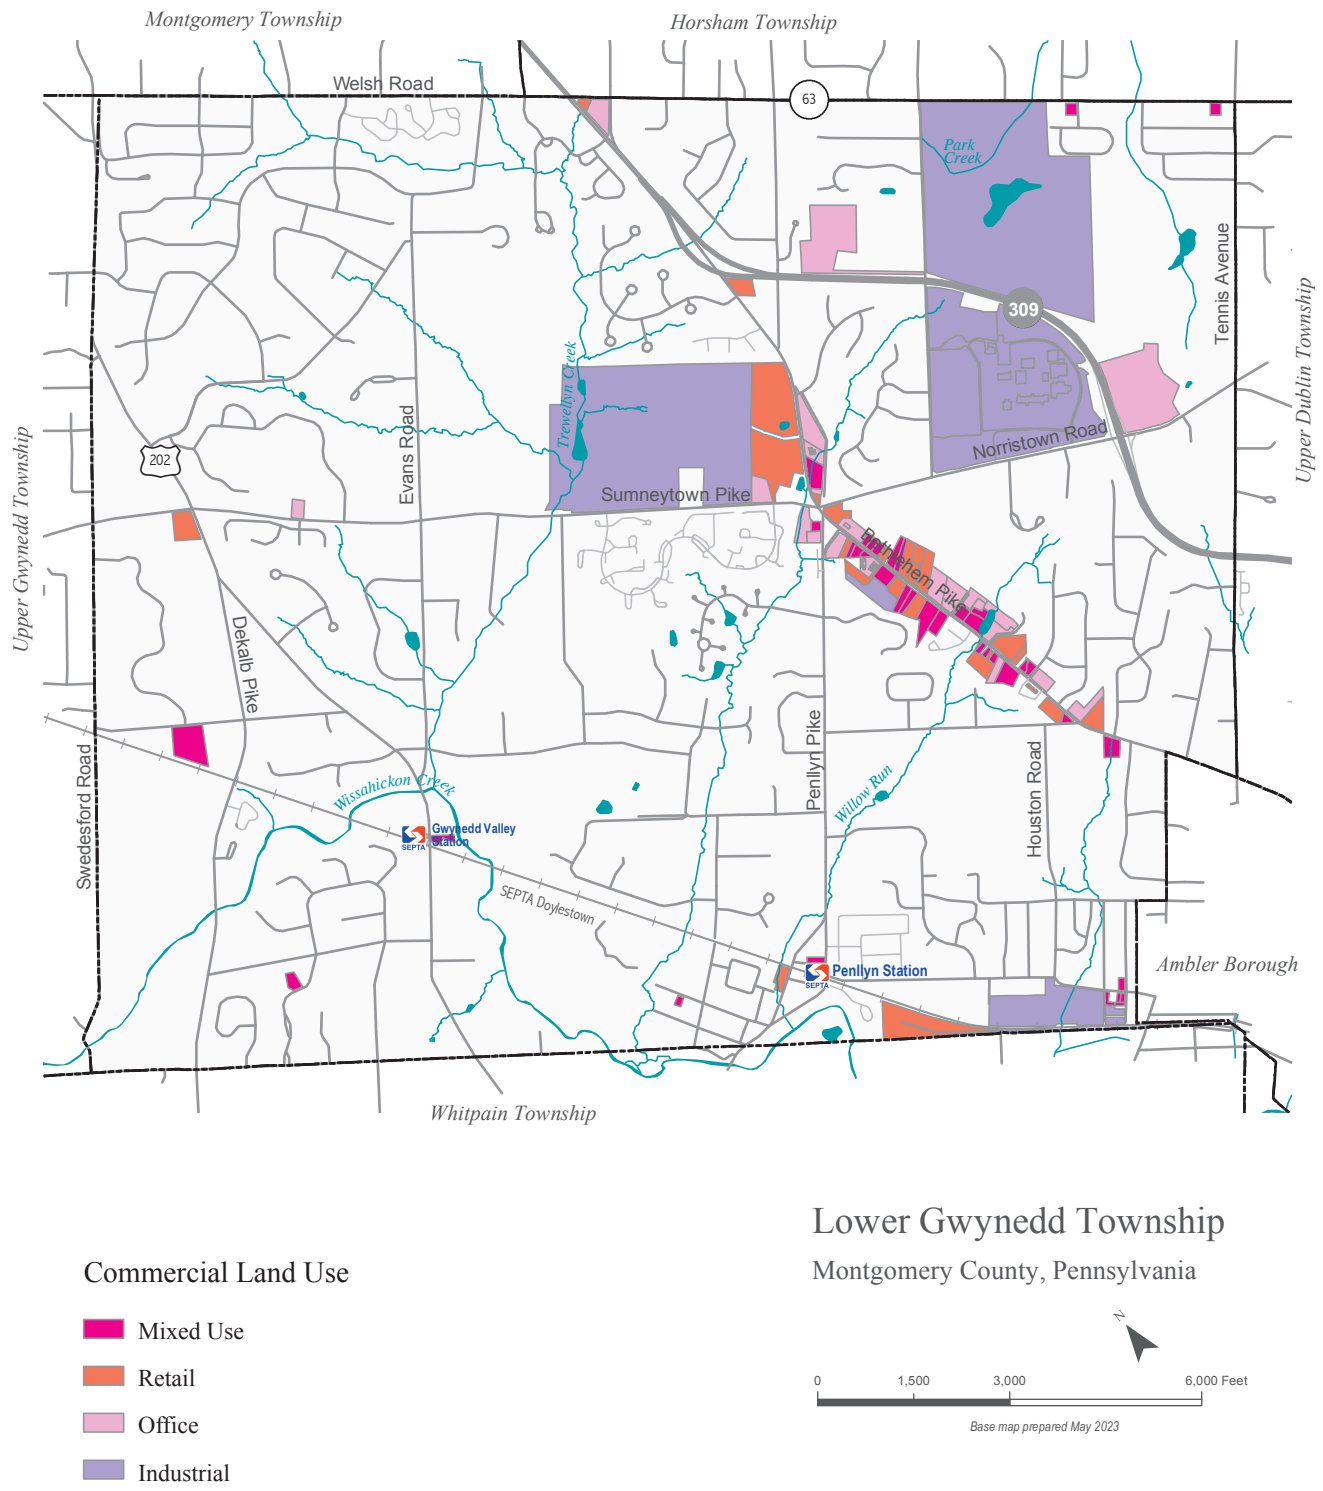 Montgomery Township
Horsham Township
Welsh Road
63
Park
Creek
Tennis Avenue
Upper Dublin Township
309
Trewellyn Creek
Evans Road
Norristown Road
202
Sumneytown Pike
Upper Gwynedd Township
Bethlehem Pike
Dekalb Pike
Penllyn Pike
Swedesford Road
Wissahickon Creek
Willow Run
Houston Road
Gwynedd Valley
Station
SEPTA
SEPTA Doylestown
Penllyn Station
SEPTA
Ambler Borough
Whitpain Township
Lower Gwynedd Township
Montgomery County, Pennsylvania
Commercial Land Use
Mixed Use
Retail
Office
Industrial
N
0 1,500 3,000 6,000 Feet
Base map prepared May 2023